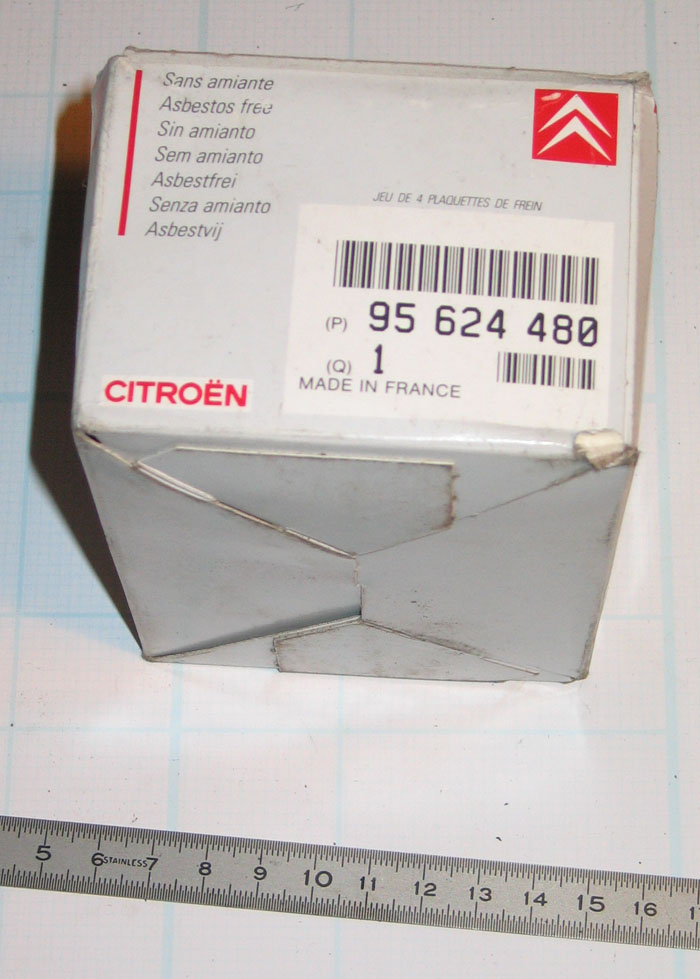 Sans amiante
Asbestos free
Sin amianto
Sem amianto
Asbestfrei
Senza amianto
Asbestvij
JEU DE 4 PLAQUETTES DE FREIN
(P) 95 624 480
(Q) 1
MADE IN FRANCE
CITROËN
5 6 STAINLESS 7 8 9 10 11 12 13 14 15 16